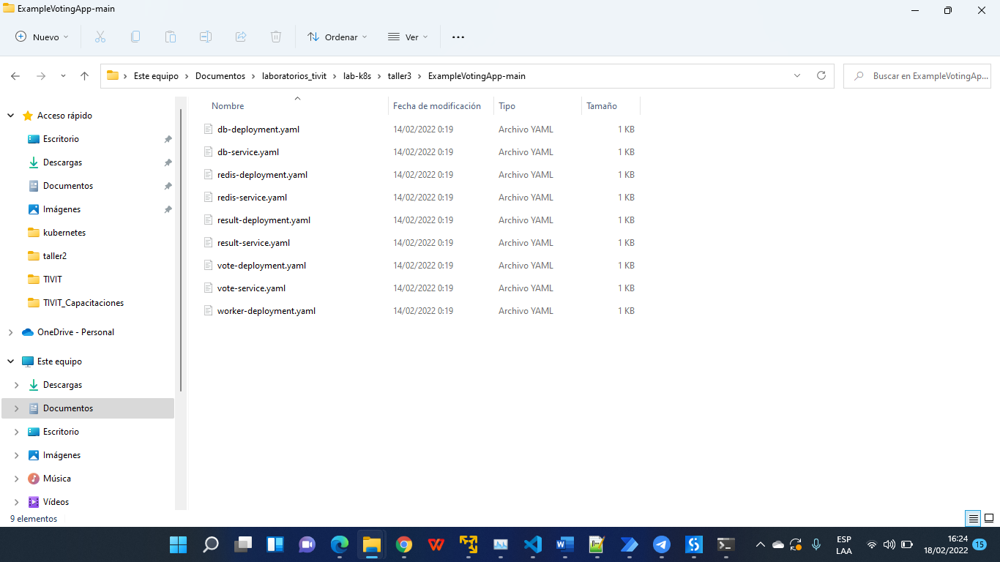 ExampleVotingApp-main
Nuevo Ordenar Ver
Este equipo Documentos laboratorios_tivit lab-k8s taller3 ExampleVotingApp-main
Buscar en ExampleVotingAp...
Acceso rápido
Escritorio
Descargas
Documentos
Imágenes
kubernetes
taller2
TIVIT
TIVIT_Capacitaciones
OneDrive - Personal
Este equipo
Descargas
Documentos
Escritorio
Imágenes
Música
Vídeos
Nombre Fecha de modificación Tipo Tamaño
db-deployment.yaml 14/02/2022 0:19 Archivo YAML 1 KB
db-service.yaml 14/02/2022 0:19 Archivo YAML 1 KB
redis-deployment.yaml 14/02/2022 0:19 Archivo YAML 1 KB
redis-service.yaml 14/02/2022 0:19 Archivo YAML 1 KB
result-deployment.yaml 14/02/2022 0:19 Archivo YAML 1 KB
result-service.yaml 14/02/2022 0:19 Archivo YAML 1 KB
vote-deployment.yaml 14/02/2022 0:19 Archivo YAML 1 KB
vote-service.yaml 14/02/2022 0:19 Archivo YAML 1 KB
worker-deployment.yaml 14/02/2022 0:19 Archivo YAML 1 KB
9 elementos
ESP
LAA
16:24
18/02/2022
15